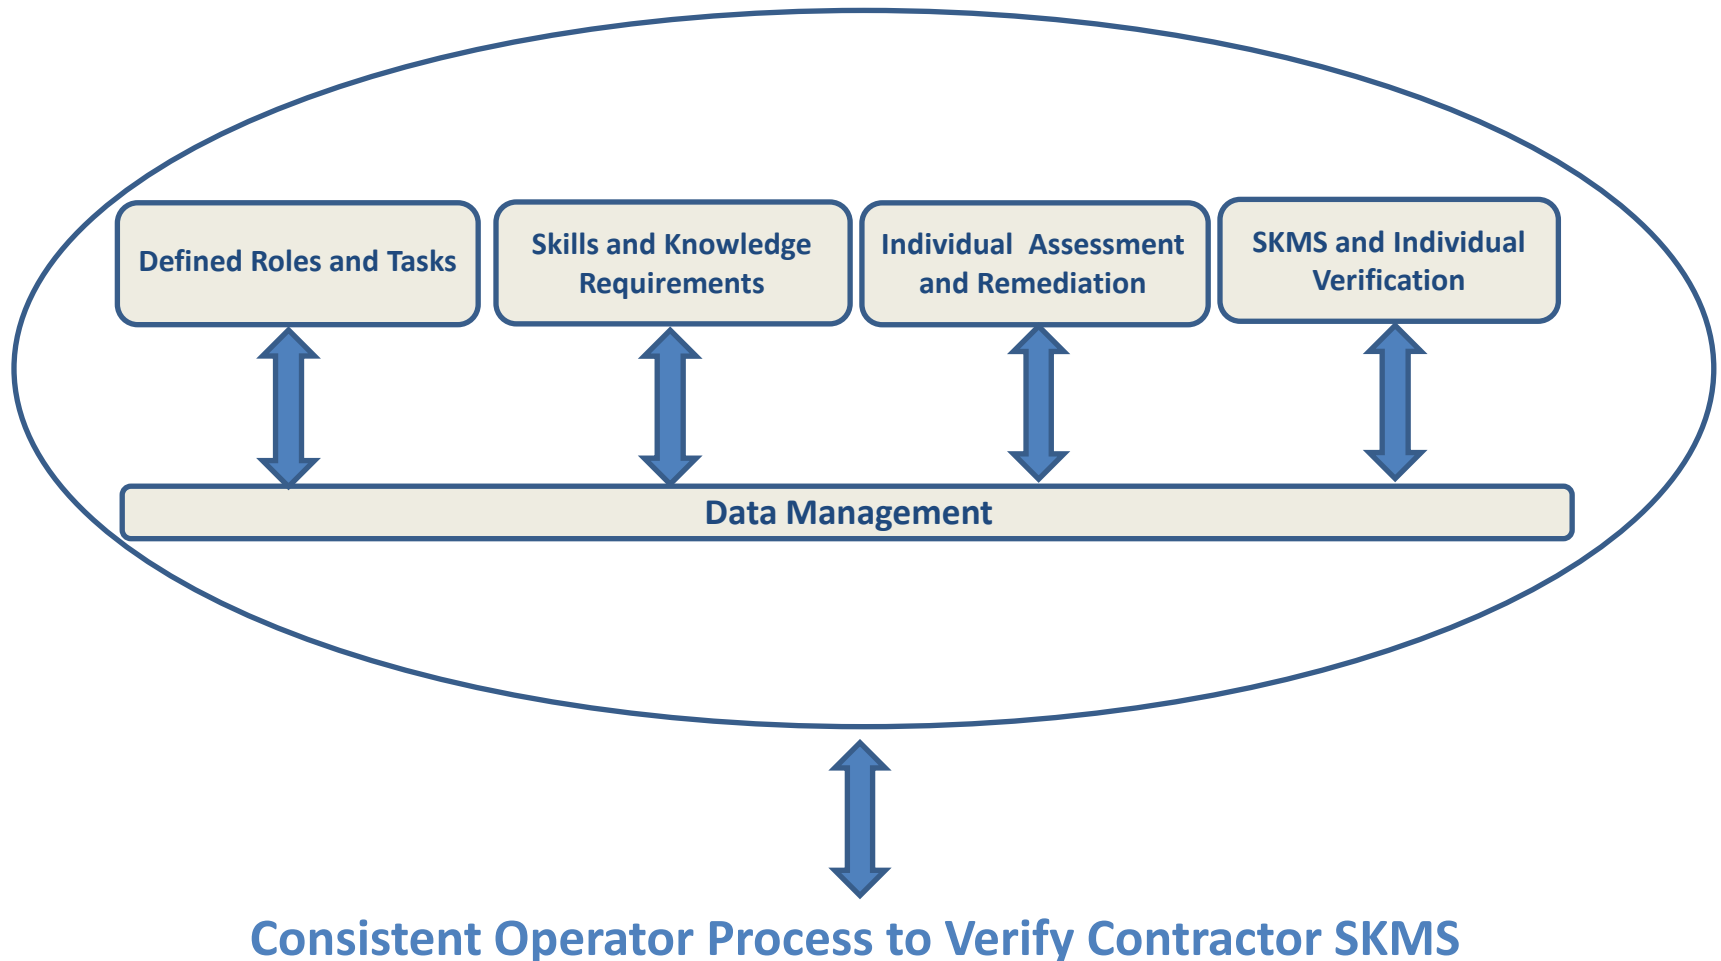 Defined Roles and Tasks
Skills and Knowledge
Requirements
Individual  Assessment
and Remediation
SKMS and Individual
Verification
Data Management
Consistent Operator Process to Verify Contractor SKMS